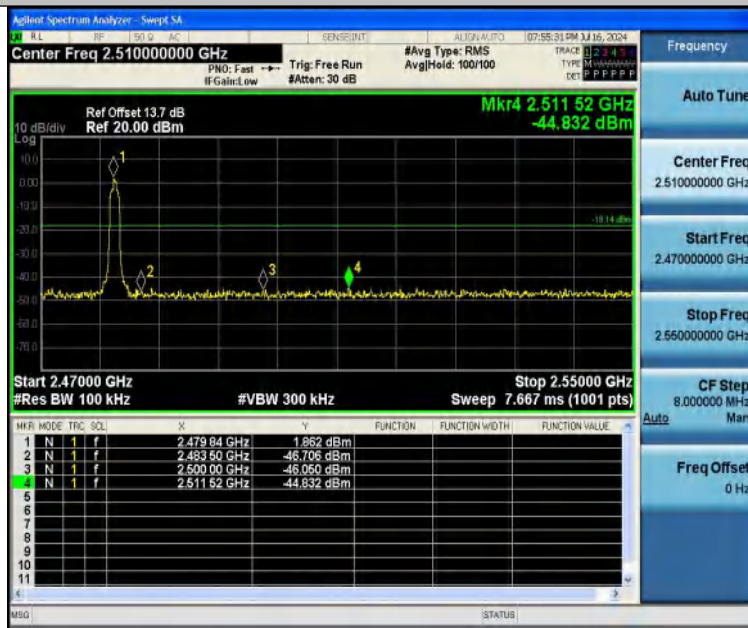 Agilent Spectrum Analyzer - Swept SA
RL RF 50 Ω AC SENSE:INT ALIGN AUTO 07:55:31 PM Jul 16, 2024
Center Freq 2.510000000 GHz
PNO: Fast
IFGain:Low
Trig: Free Run
#Atten: 30 dB
#Avg Type: RMS
Avg|Hold: 100/100
TRACE 1 2 3 4 5 6
TYPE M
DET P P P P P P
Mkr4 2.511 52 GHz
-44.832 dBm
Ref Offset 13.7 dB
10 dB/div Ref 20.00 dBm
Log
10.0
0.00
-10.0
-20.0
-30.0
-40.0
-50.0
-60.0
-70.0
-18.14 dBm
1
2
3
4
Start 2.47000 GHz Stop 2.55000 GHz
#Res BW 100 kHz #VBW 300 kHz Sweep 7.667 ms (1001 pts)
MKR MODE TRC SCL X Y FUNCTION FUNCTION WIDTH FUNCTION VALUE
1 N 1 f 2.479 84 GHz 1.862 dBm
2 N 1 f 2.483 50 GHz -46.706 dBm
3 N 1 f 2.500 00 GHz -46.050 dBm
4 N 1 f 2.511 52 GHz -44.832 dBm
5
6
7
8
9
10
11
MSG STATUS
Frequency
Auto Tune
Center Freq
2.510000000 GHz
Start Freq
2.470000000 GHz
Stop Freq
2.550000000 GHz
CF Step
8.000000 MHz
Auto Man
Freq Offset
0 Hz